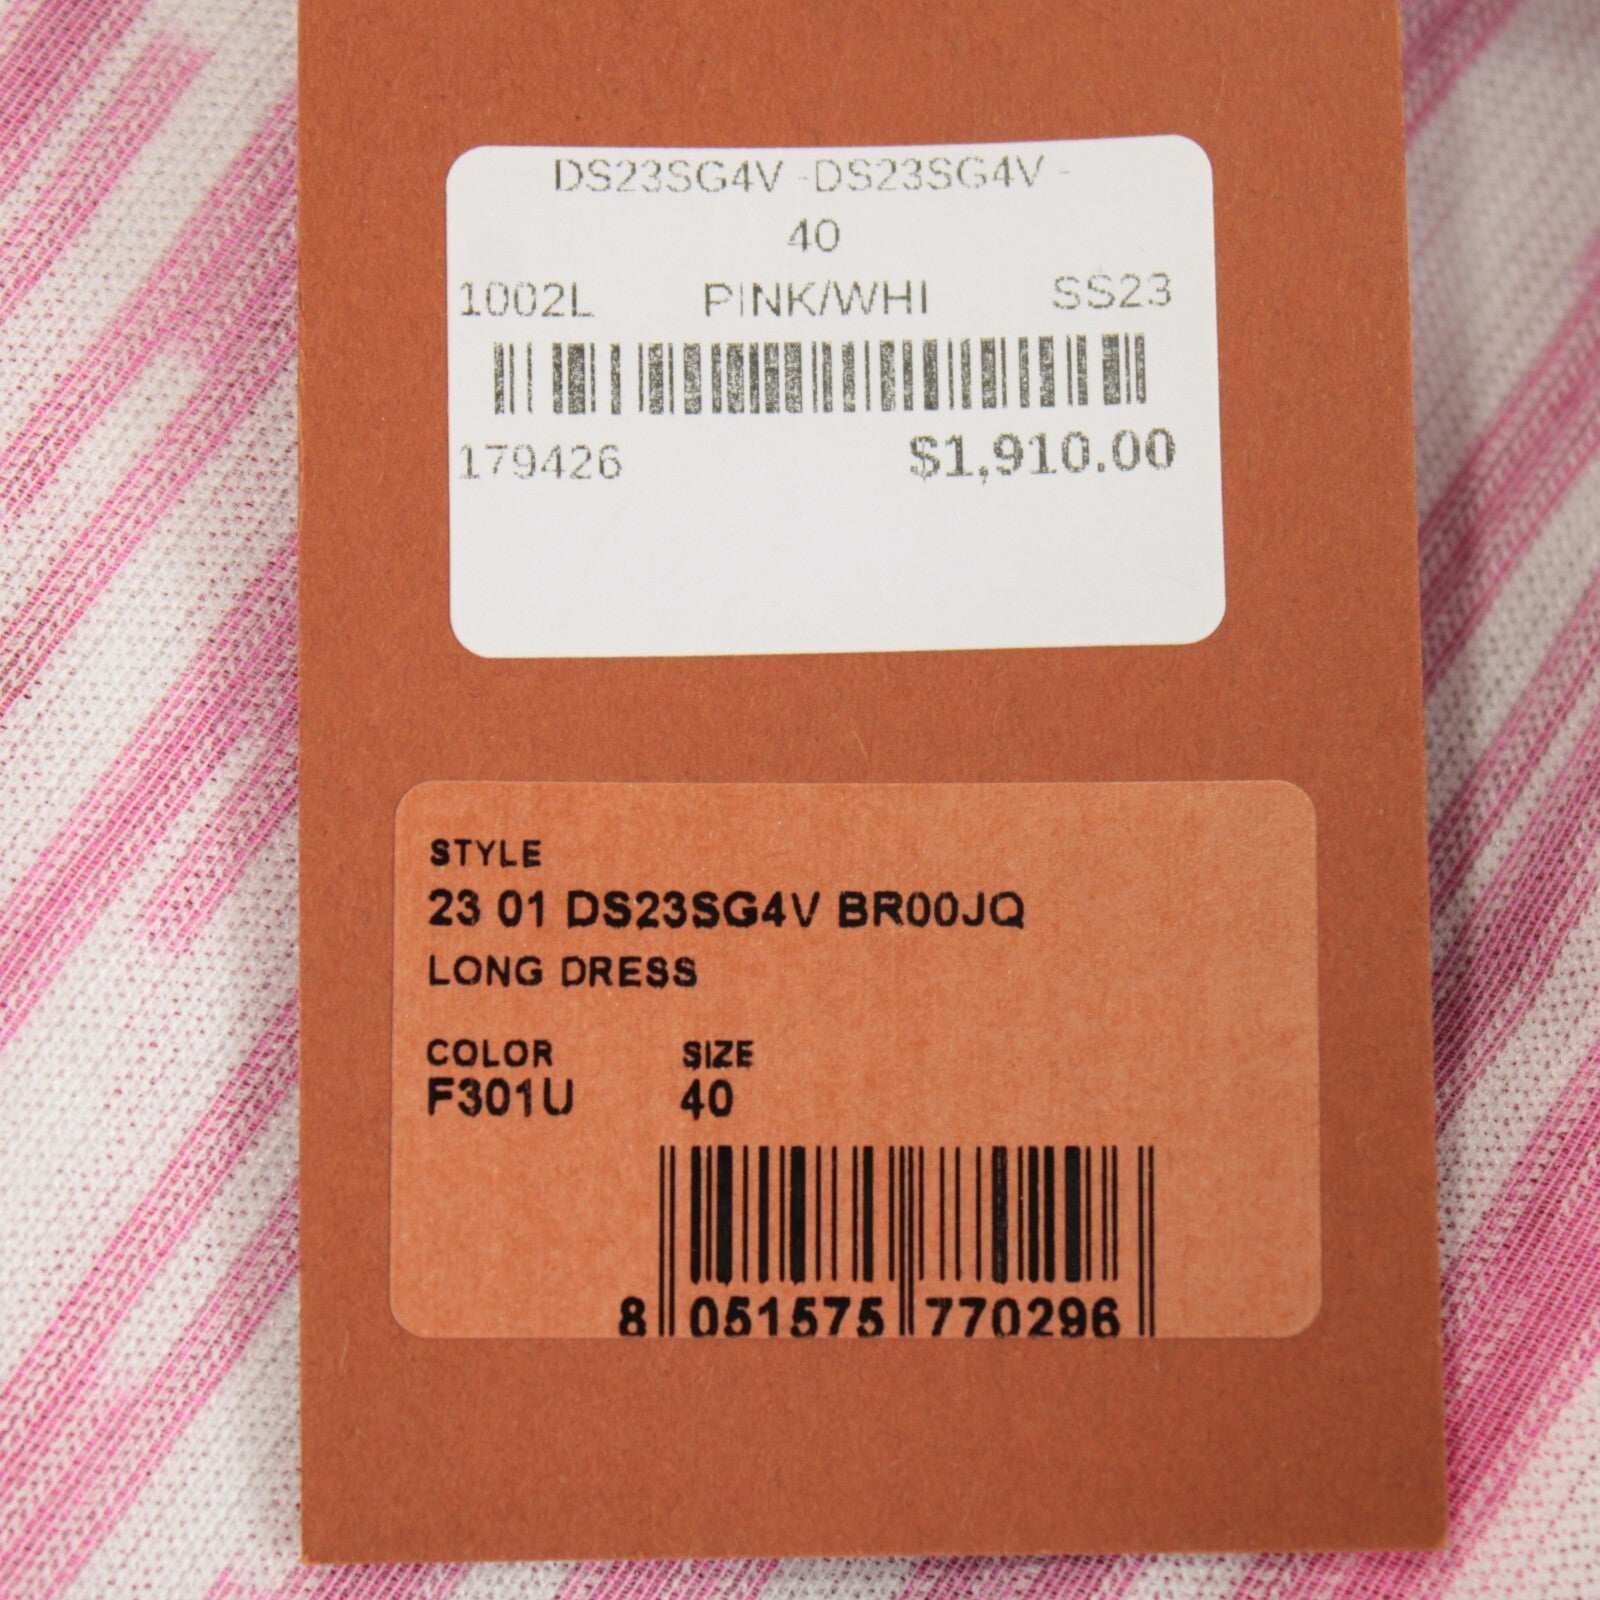 DS23SG4V -DS23SG4V -
40
1002L PINK/WHI SS23
179426 $1,910.00
STYLE
23 01 DS23SG4V BR00JQ
LONG DRESS
COLOR SIZE
F301U 40
8 051575 770296